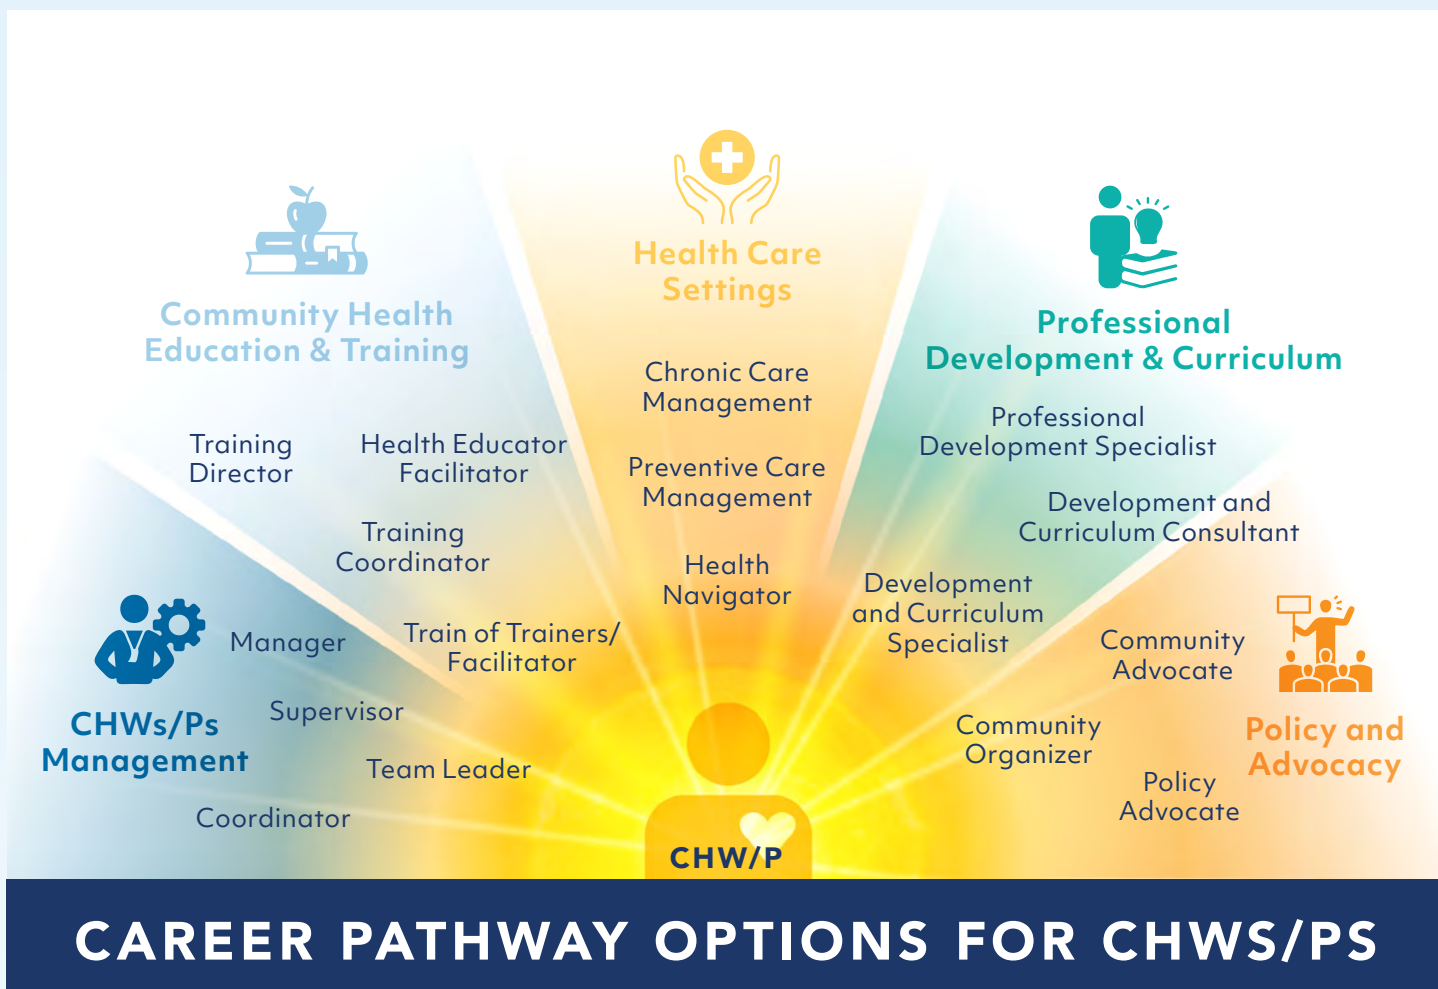 Community Health
Education & Training
Training
Director
Health Educator
Facilitator
Training
Coordinator
Train of Trainers/
Facilitator
Health Care
Settings
Chronic Care
Management
Preventive Care
Management
Health
Navigator
Professional
Development & Curriculum
Professional
Development Specialist
Development and
Curriculum Consultant
Development
and Curriculum
Specialist
CHWs/Ps
Management
Manager
Supervisor
Team Leader
Coordinator
Policy and
Advocacy
Community
Advocate
Community
Organizer
Policy
Advocate
CHW/P
CAREER PATHWAY OPTIONS FOR CHWS/PS